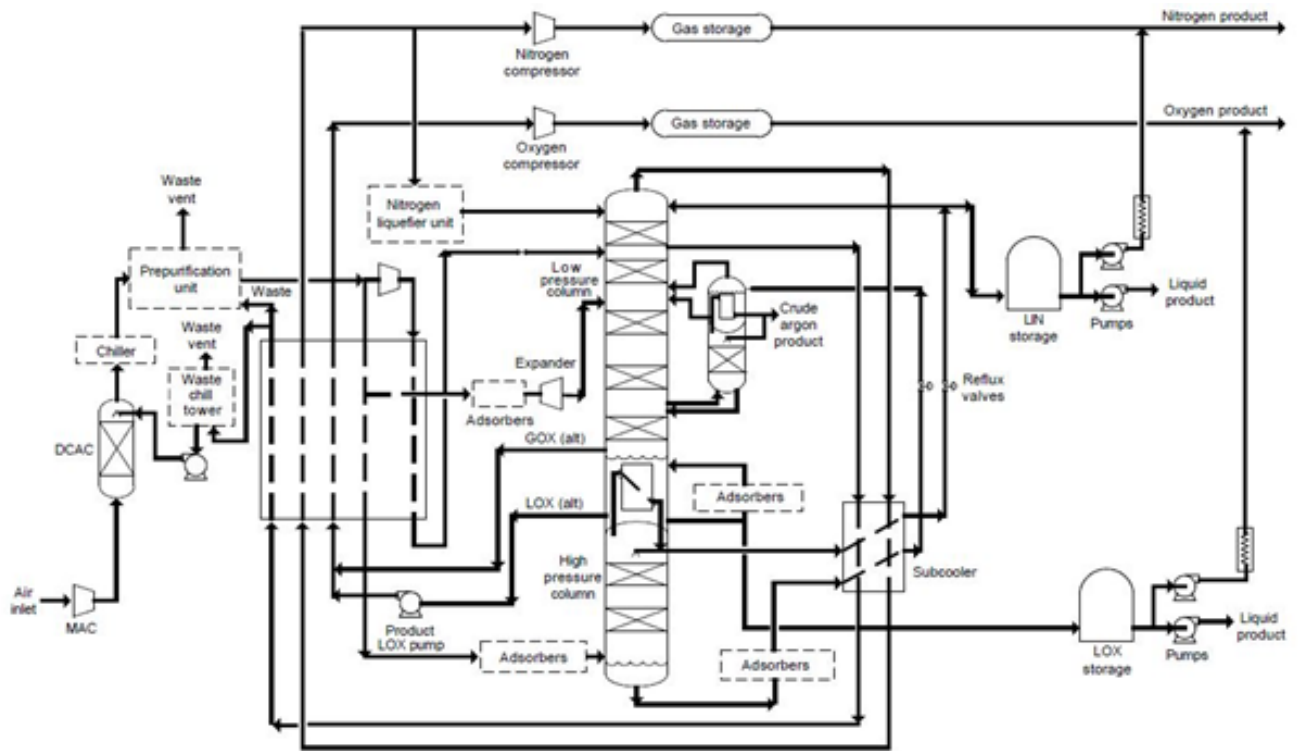 Nitrogen product
Gas storage
Nitrogen
compressor
Oxygen product
Gas storage
Oxygen
compressor
Waste
vent
Nitrogen
liquefier unit
Prepurification
unit
Waste
Low
pressure
column
Crude
argon
product
LIN
storage
Pumps
Liquid
product
Waste
vent
Chiller
Waste
chill
tower
Expander
Adsorbers
Reflux
valves
DCAC
GOX (alt)
LOX (alt)
Adsorbers
Subcooler
High
pressure
column
Air
inlet
MAC
Product
LOX pump
Adsorbers
Adsorbers
LOX
storage
Pumps
Liquid
product